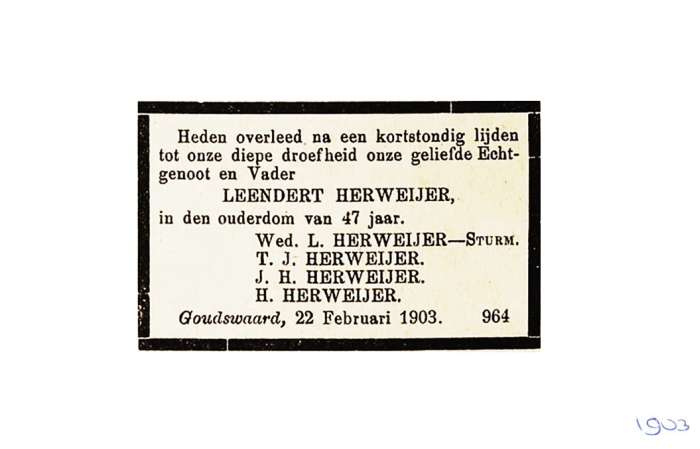 Heden overleed na een kortstondig lijden
tot onze diepe droefheid onze geliefde Echt-
genoot en Vader
LEENDERT HERWEIJER,
in den ouderdom van 47 jaar.
Wed. L. HERWEIJER—STURM.
T. J. HERWEIJER.
J. H. HERWEIJER.
H. HERWEIJER.
Goudswaard, 22 Februari 1903. 964
1903